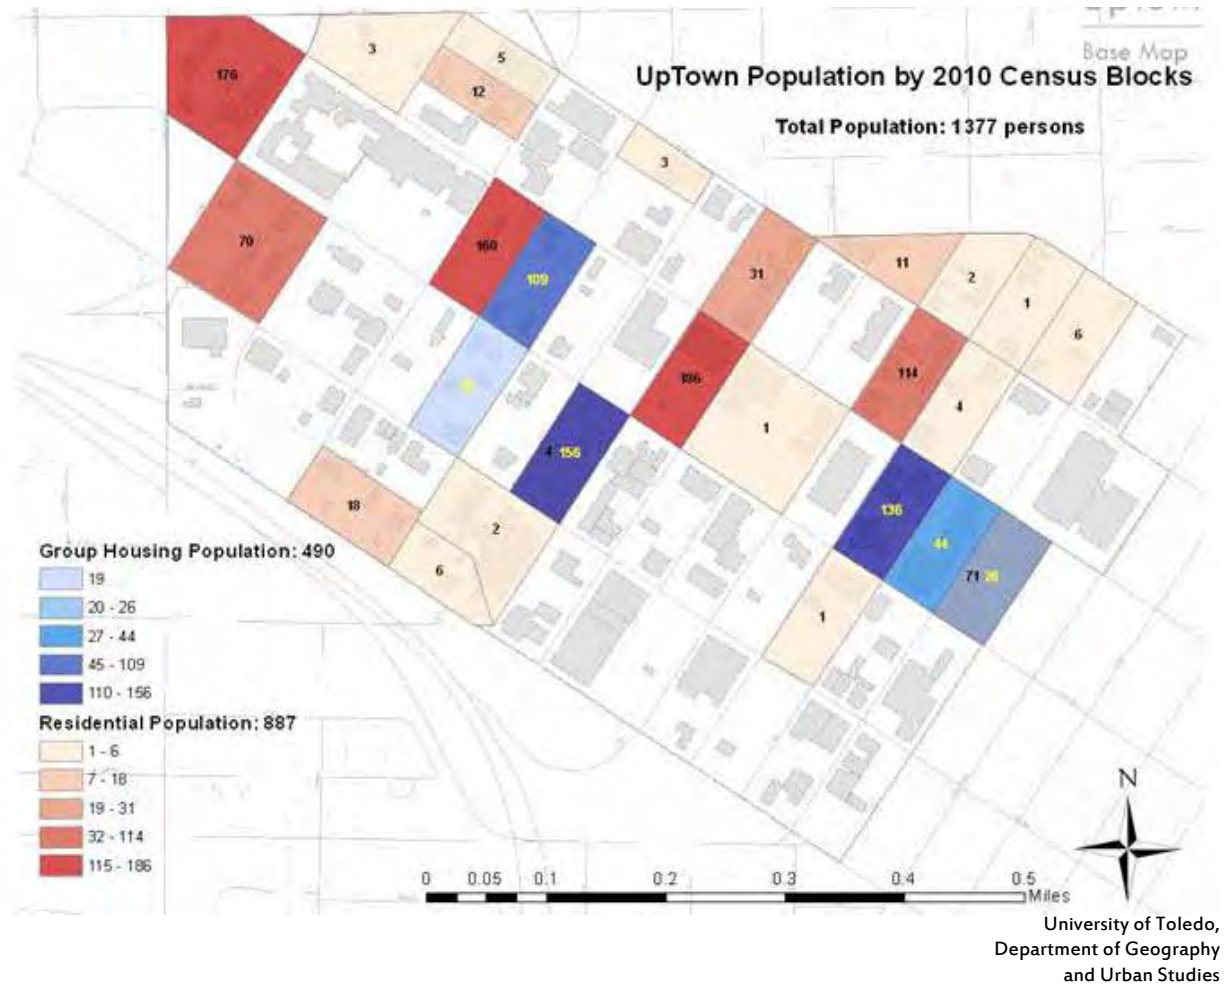 Base Map
UpTown Population by 2010 Census Blocks
Total Population: 1377 persons
176
3
5
12
3
70
160
109
31
11
2
1
6
186
114
4
1
4 156
18
2
6
136
44
71 26
1
Group Housing Population: 490
19
20 - 26
27 - 44
45 - 109
110 - 156
Residential Population: 887
1 - 6
7 - 18
19 - 31
32 - 114
115 - 186
N
0 0.05 0.1 0.2 0.3 0.4 0.5
Miles
University of Toledo,
Department of Geography
and Urban Studies